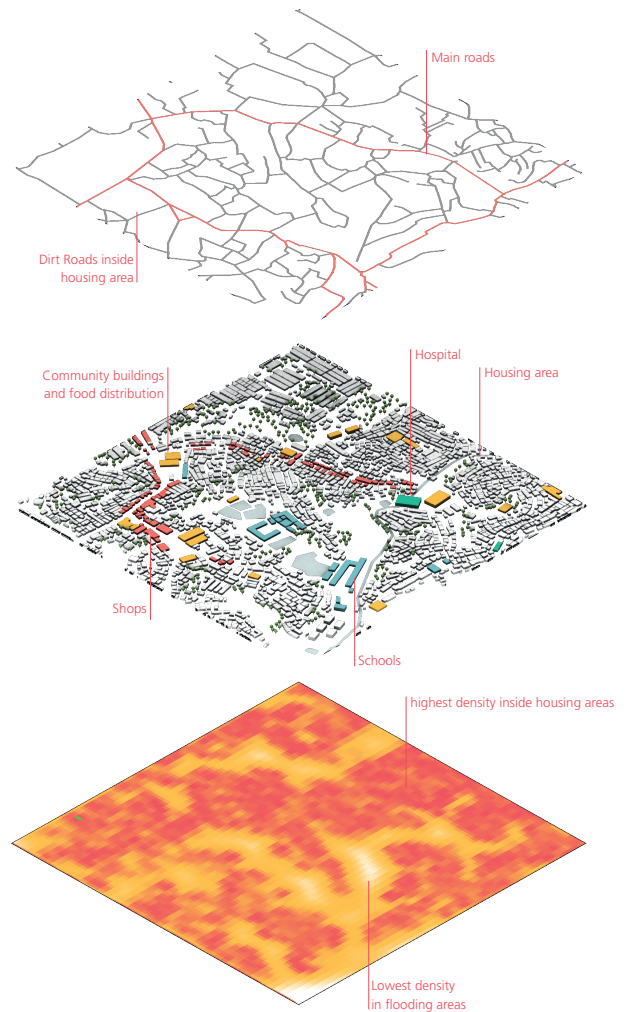 Main roads
Dirt Roads inside
housing area
Hospital
Community buildings
and food distribution
Housing area
Shops
Schools
highest density inside housing areas
Lowest density
in flooding areas